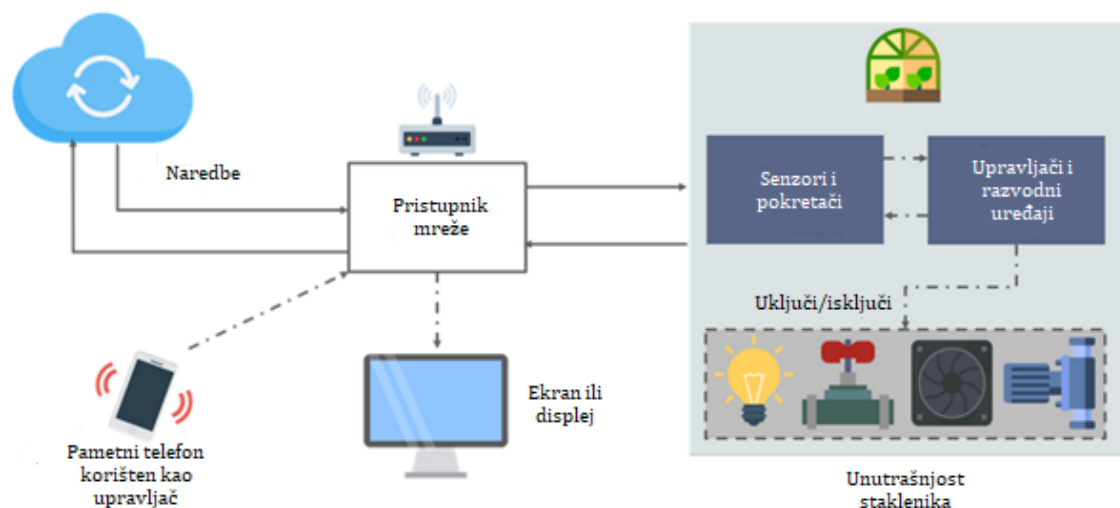 Naredbe
Pristupnik
mreže
Senzori i
pokretači
Upravljači i
razvodni
uređaji
Uključi/isključi
Ekran ili
displej
Pametni telefon
korišten kao
upravljač
Unutrašnjost
staklenika